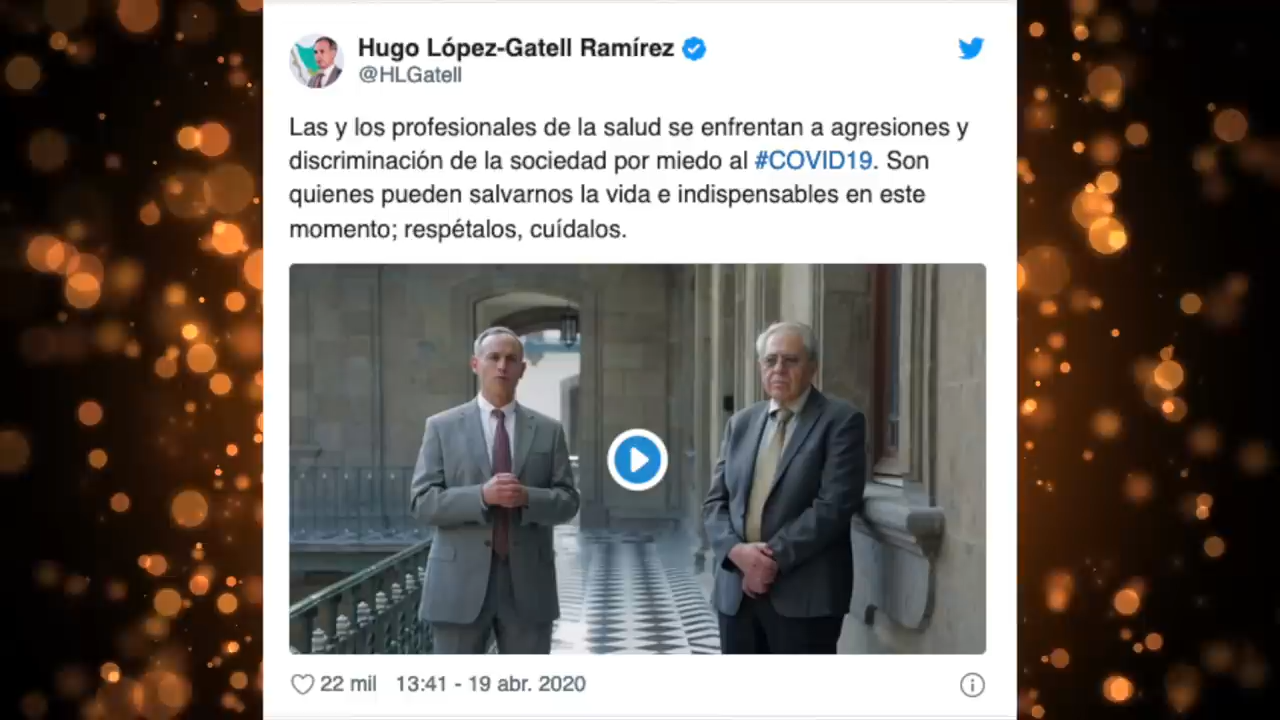 Hugo López-Gatell Ramírez
@HLGatell
Las y los profesionales de la salud se enfrentan a agresiones y
discriminación de la sociedad por miedo al #COVID19. Son
quienes pueden salvarnos la vida e indispensables en este
momento; respétalos, cuídalos.
22 mil 13:41 - 19 abr. 2020